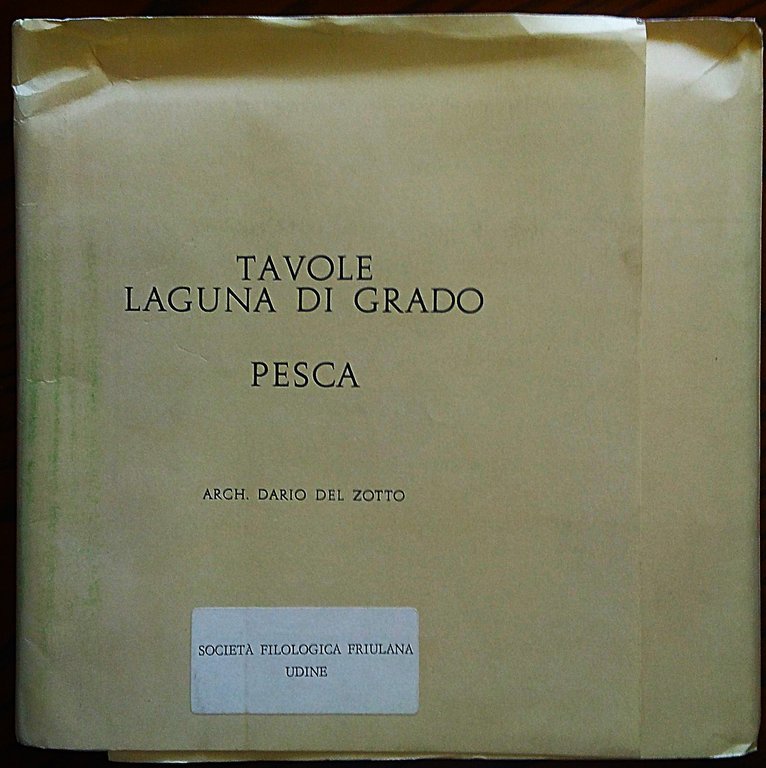 TAVOLE
LAGUNA DI GRADO
PESCA
ARCH. DARIO DEL ZOTTO
SOCIETÀ FILOLOGICA FRIULANA
UDINE